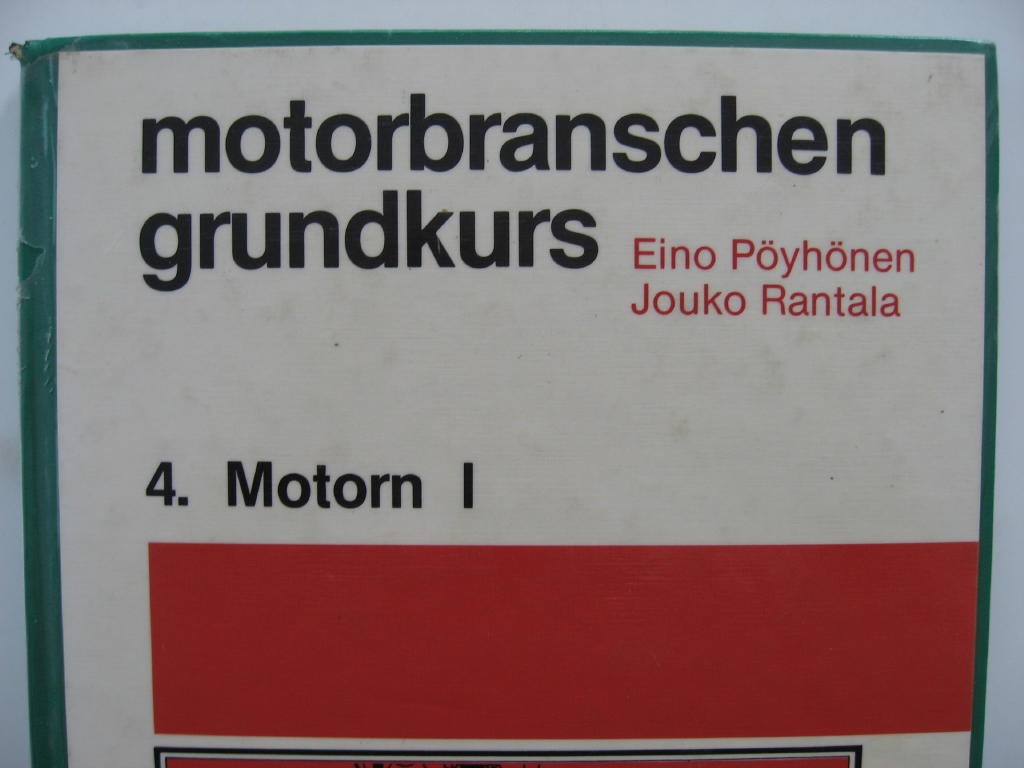 motorbranschen
grundkurs
Eino Pöyhönen
Jouko Rantala
4. Motorn I